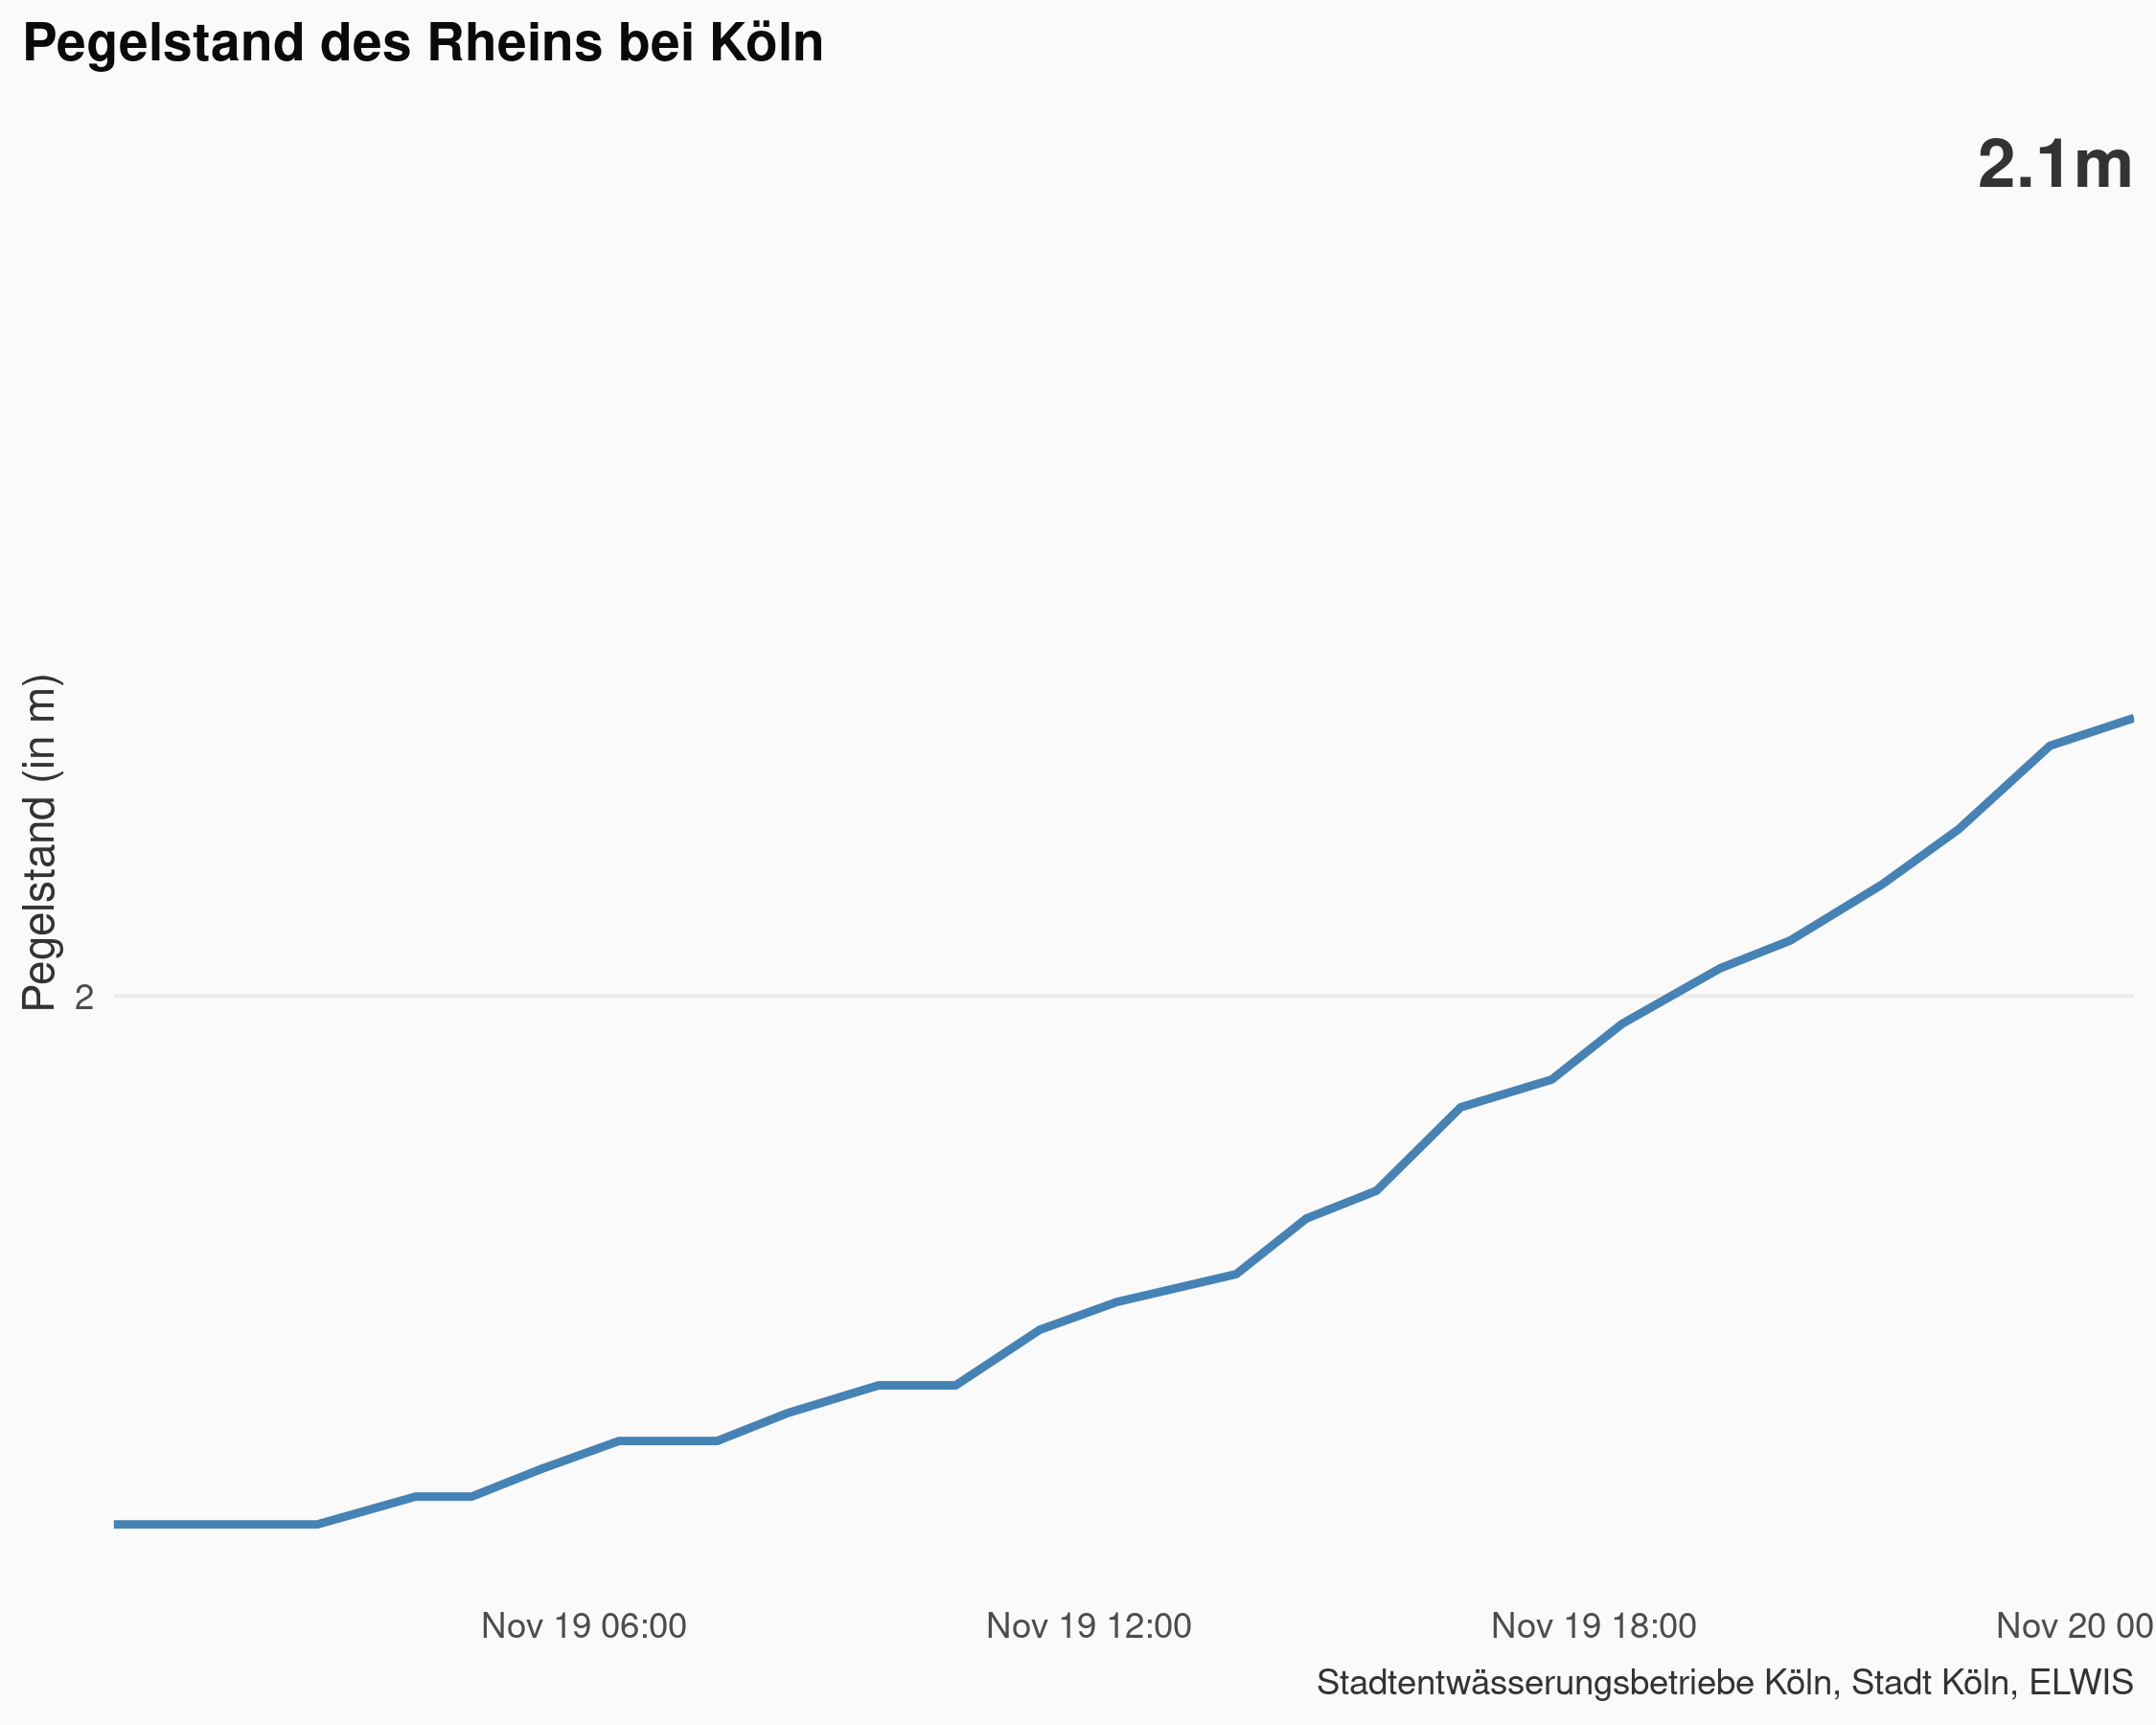 Pegelstand des Rheins bei Köln
2.1m
Pegelstand (in m)
2
Nov 19 06:00 Nov 19 12:00 Nov 19 18:00 Nov 20 00
Stadtentwässerungsbetriebe Köln, Stadt Köln, ELWIS